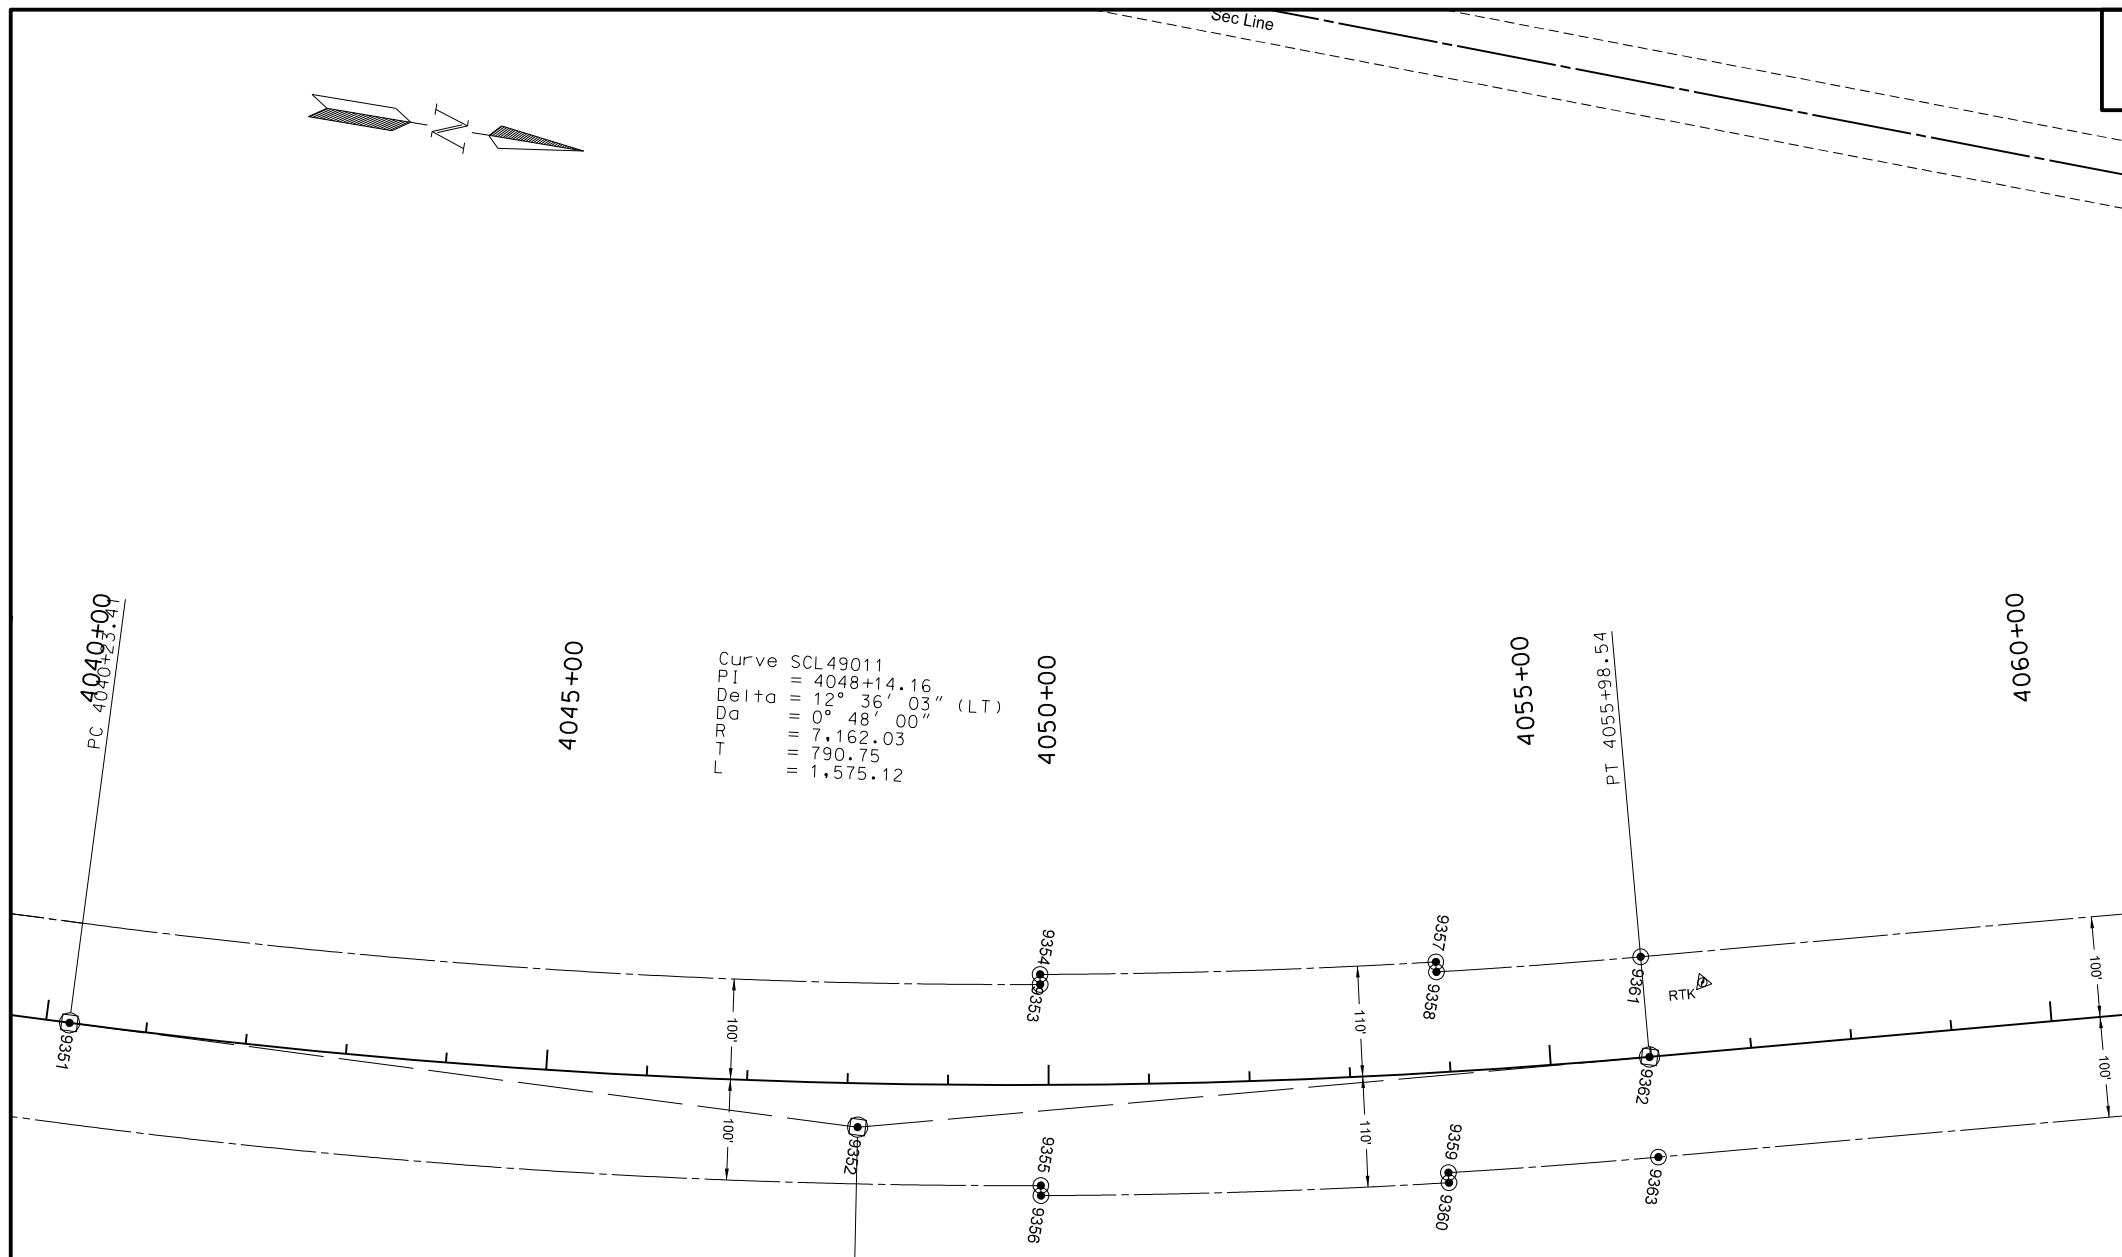 Sec Line
N
4040+00
PC 4040+23.41
4045+00
Curve SCL49011
PI = 4048+14.16
Delta = 12° 36' 03" (LT)
Da = 0° 48' 00"
R = 7,162.03
T = 790.75
L = 1,575.12
4050+00
4055+00
PT 4055+98.54
4060+00
9354
9353
9357
9358
9361
RTK
100'
100'
110'
9351
9362
100'
100'
110'
9352
9355
9356
9359
9360
9363